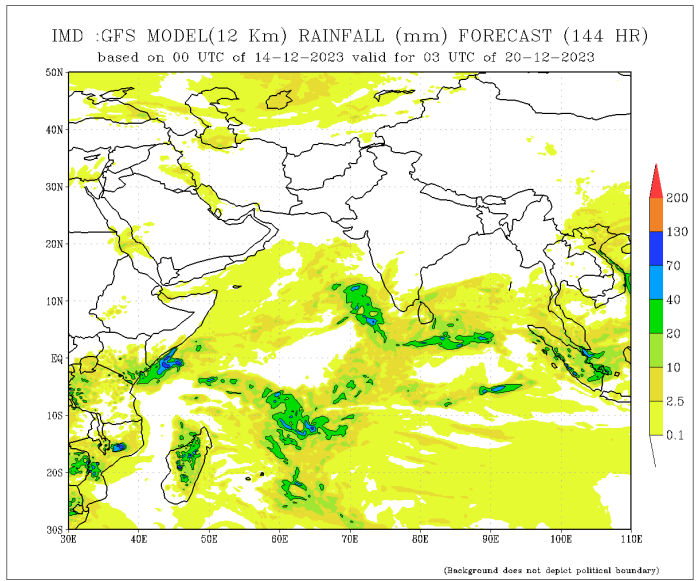 IMD :GFS MODEL(12 Km) RAINFALL (mm) FORECAST (144 HR)
based on 00 UTC of 14-12-2023 valid for 03 UTC of 20-12-2023
50N
40N
30N
20N
10N
EQ
10S
20S
30S
30E 40E 50E 60E 70E 80E 90E 100E 110E
200
130
70
40
20
10
2.5
0.1
(Background does not depict political boundary)